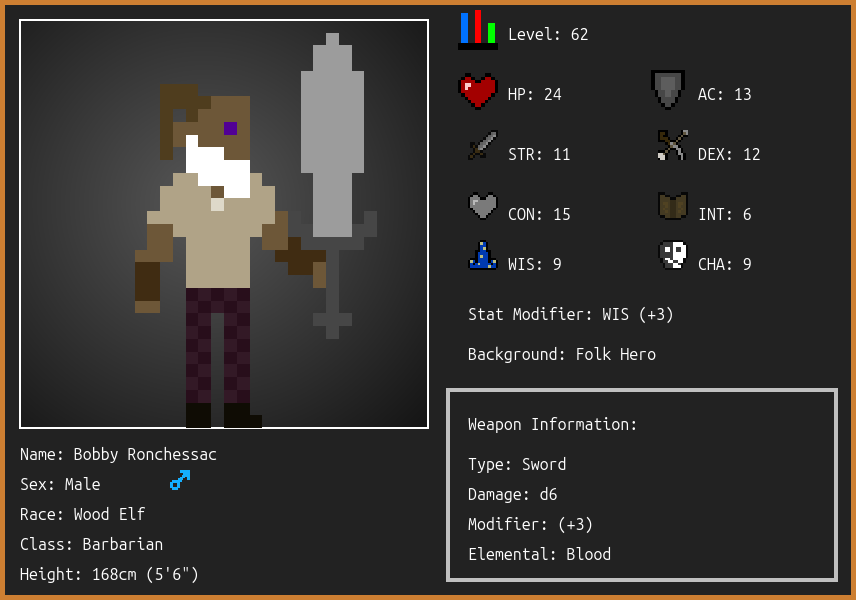 Level: 62
HP: 24
AC: 13
STR: 11
DEX: 12
CON: 15
INT: 6
WIS: 9
CHA: 9
Stat Modifier: WIS (+3)
Background: Folk Hero
Weapon Information:
Type: Sword
Damage: d6
Modifier: (+3)
Elemental: Blood
Name: Bobby Ronchessac
Sex: Male
Race: Wood Elf
Class: Barbarian
Height: 168cm (5'6")